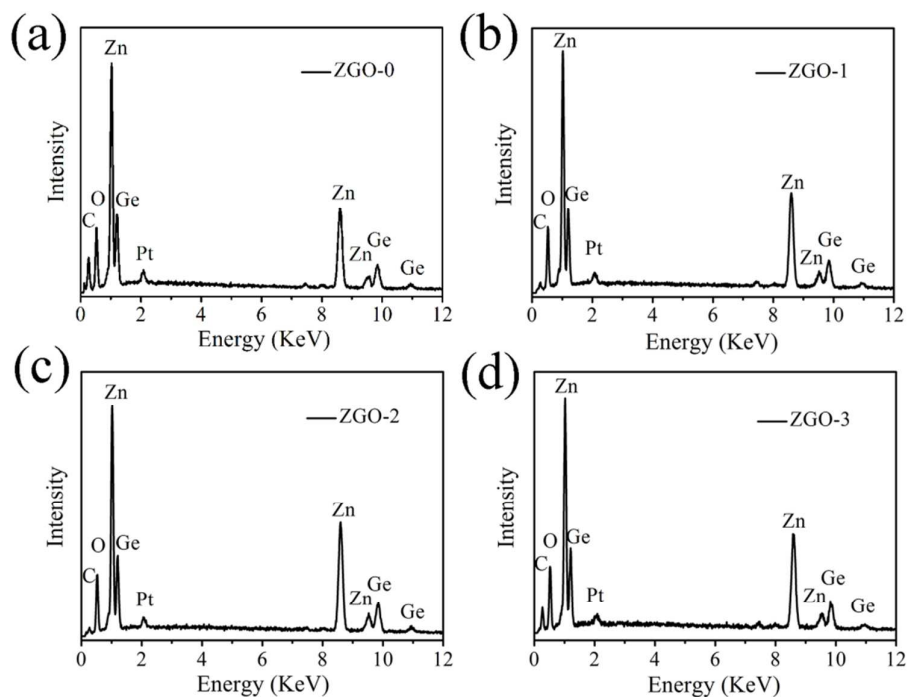 (a)
Zn
ZGO-0
Intensity
C
O
Ge
Pt
Zn
Zn
Ge
Ge
0 2 4 6 8 10 12
Energy (KeV)
(b)
Zn
ZGO-1
Intensity
C
O
Ge
Pt
Zn
Zn
Ge
Ge
0 2 4 6 8 10 12
Energy (KeV)
(c)
Zn
ZGO-2
Intensity
C
O
Ge
Pt
Zn
Zn
Ge
Ge
0 2 4 6 8 10 12
Energy (KeV)
(d)
Zn
ZGO-3
Intensity
C
O
Ge
Pt
Zn
Zn
Ge
Ge
0 2 4 6 8 10 12
Energy (KeV)